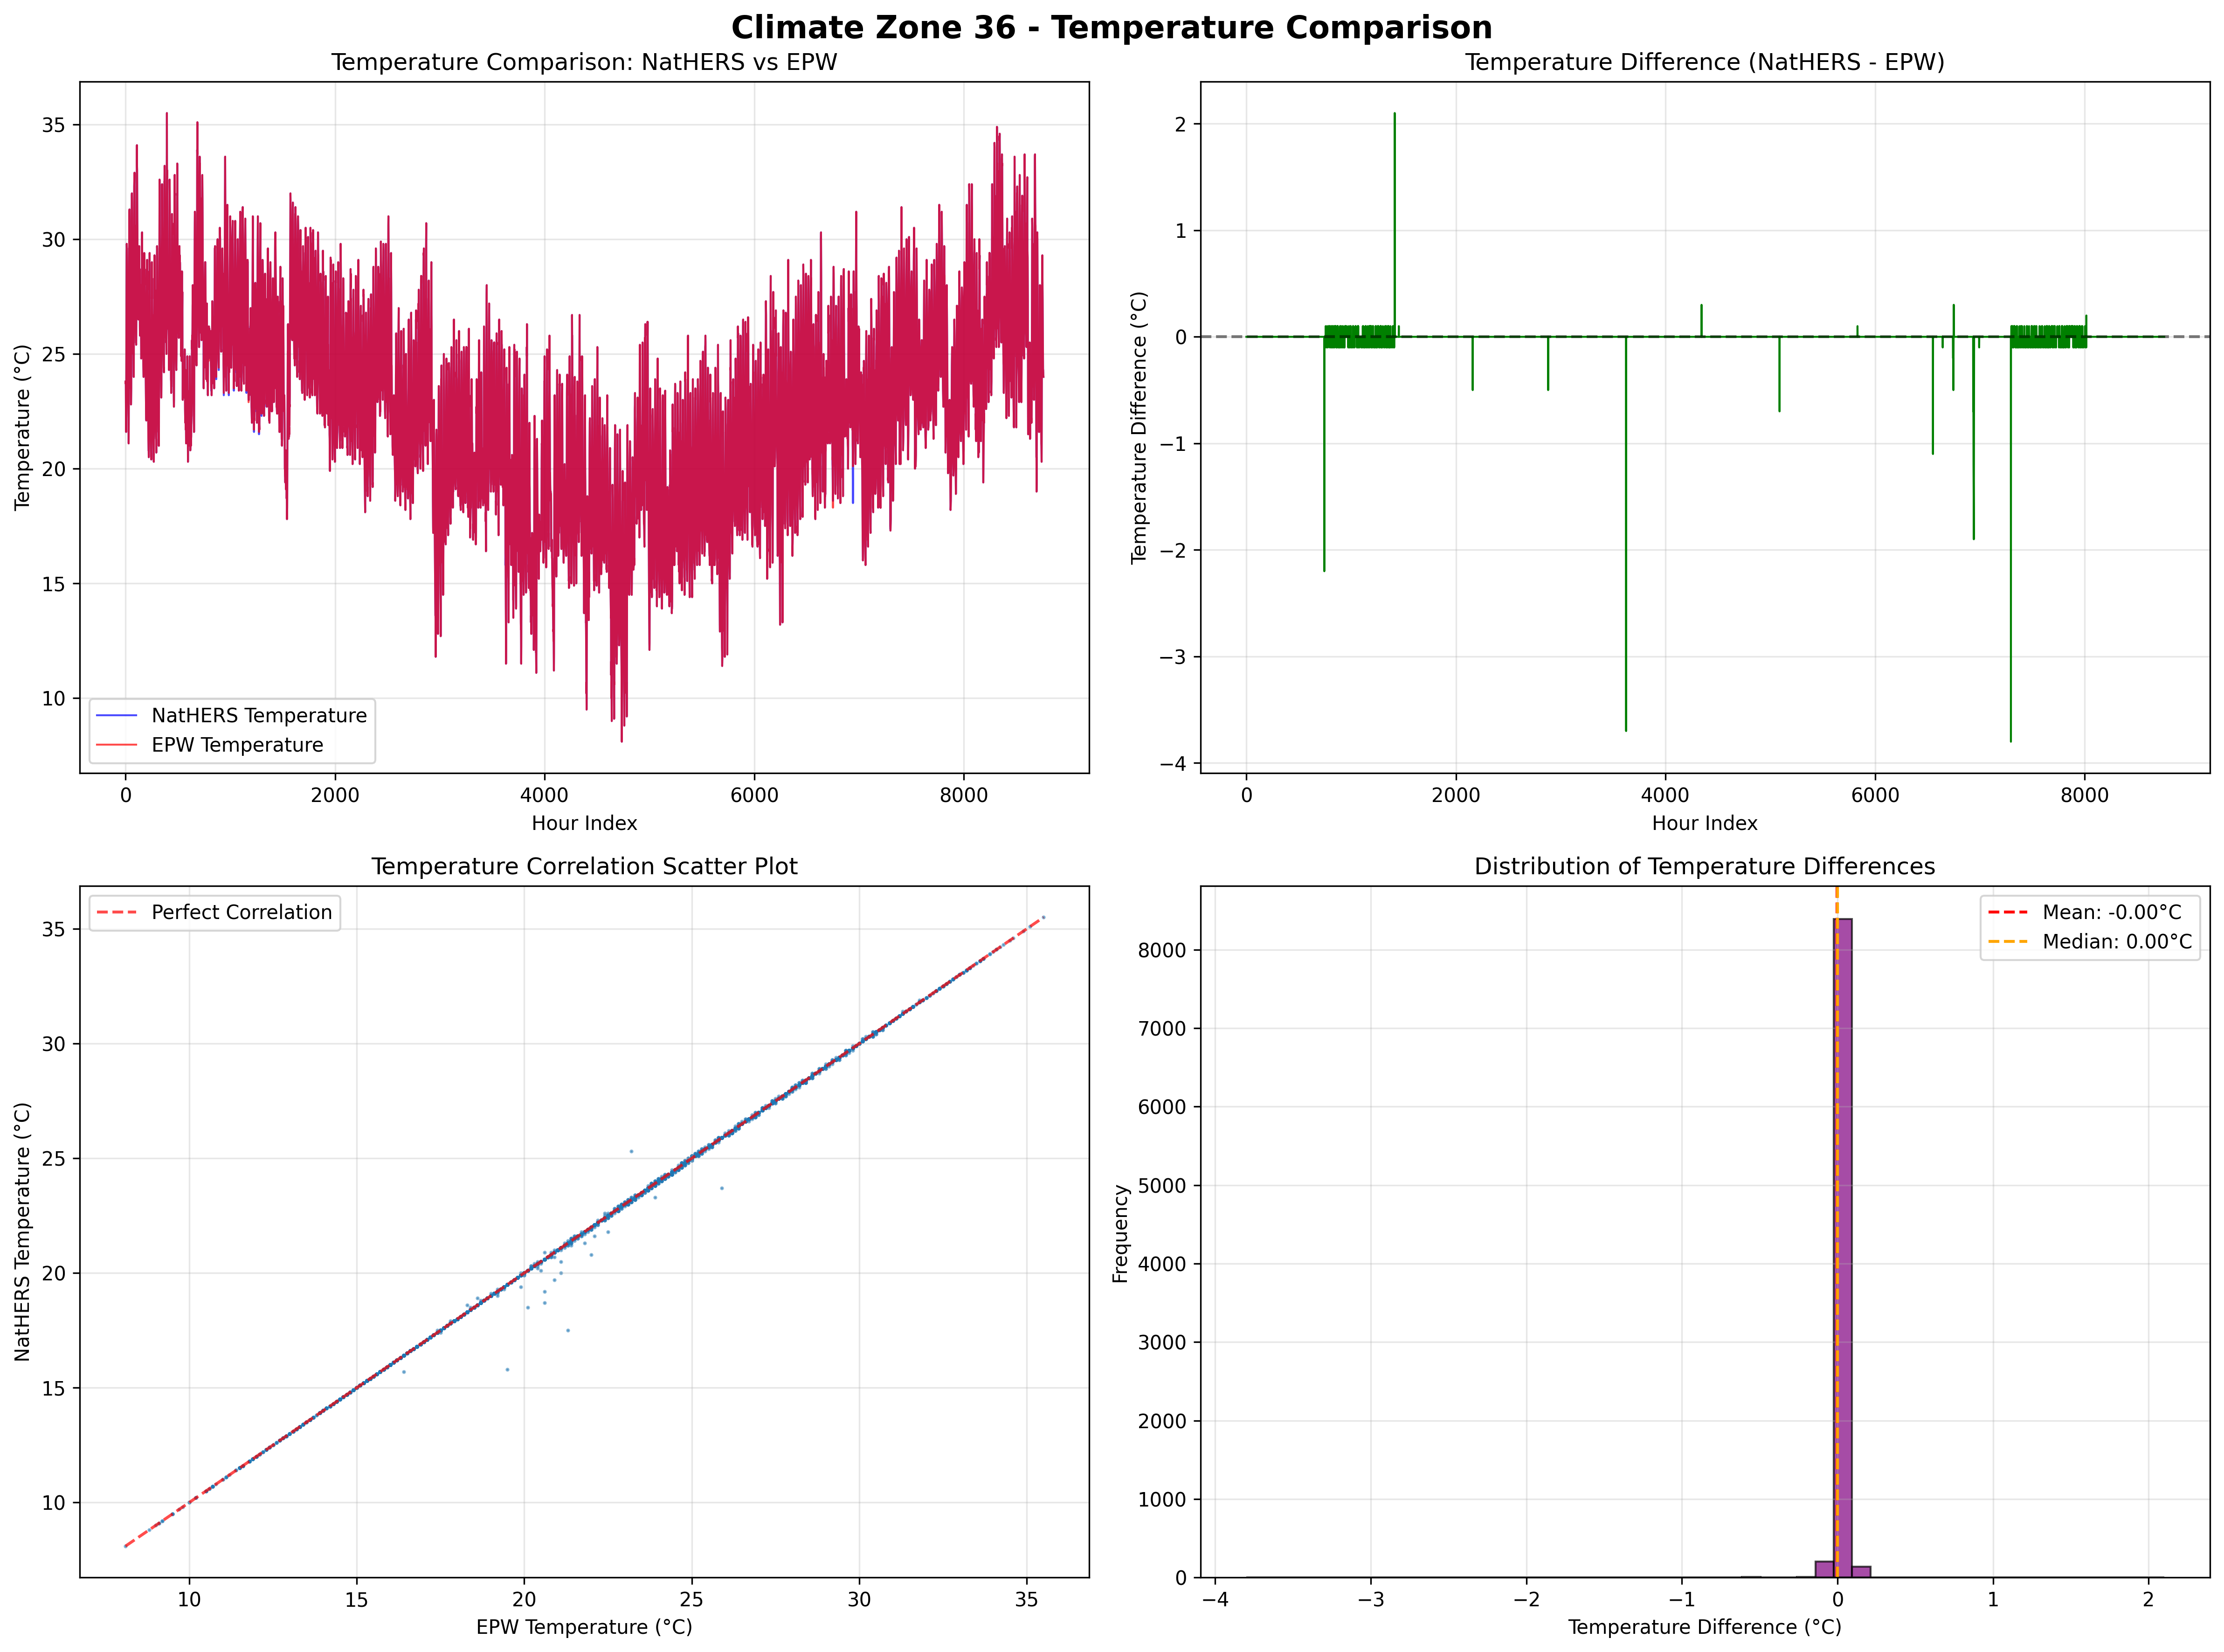 Climate Zone 36 - Temperature Comparison
Temperature Comparison: NatHERS vs EPW
Temperature (°C)
35
30
25
20
15
10
NatHERS Temperature
EPW Temperature
0 2000 4000 6000 8000
Hour Index
Temperature Difference (NatHERS - EPW)
Temperature Difference (°C)
2
1
0
−1
−2
−3
−4
0 2000 4000 6000 8000
Hour Index
Temperature Correlation Scatter Plot
NatHERS Temperature (°C)
Perfect Correlation
35
30
25
20
15
10
10 15 20 25 30 35
EPW Temperature (°C)
Distribution of Temperature Differences
Frequency
Mean: -0.00°C
Median: 0.00°C
8000
7000
6000
5000
4000
3000
2000
1000
0
−4 −3 −2 −1 0 1 2
Temperature Difference (°C)